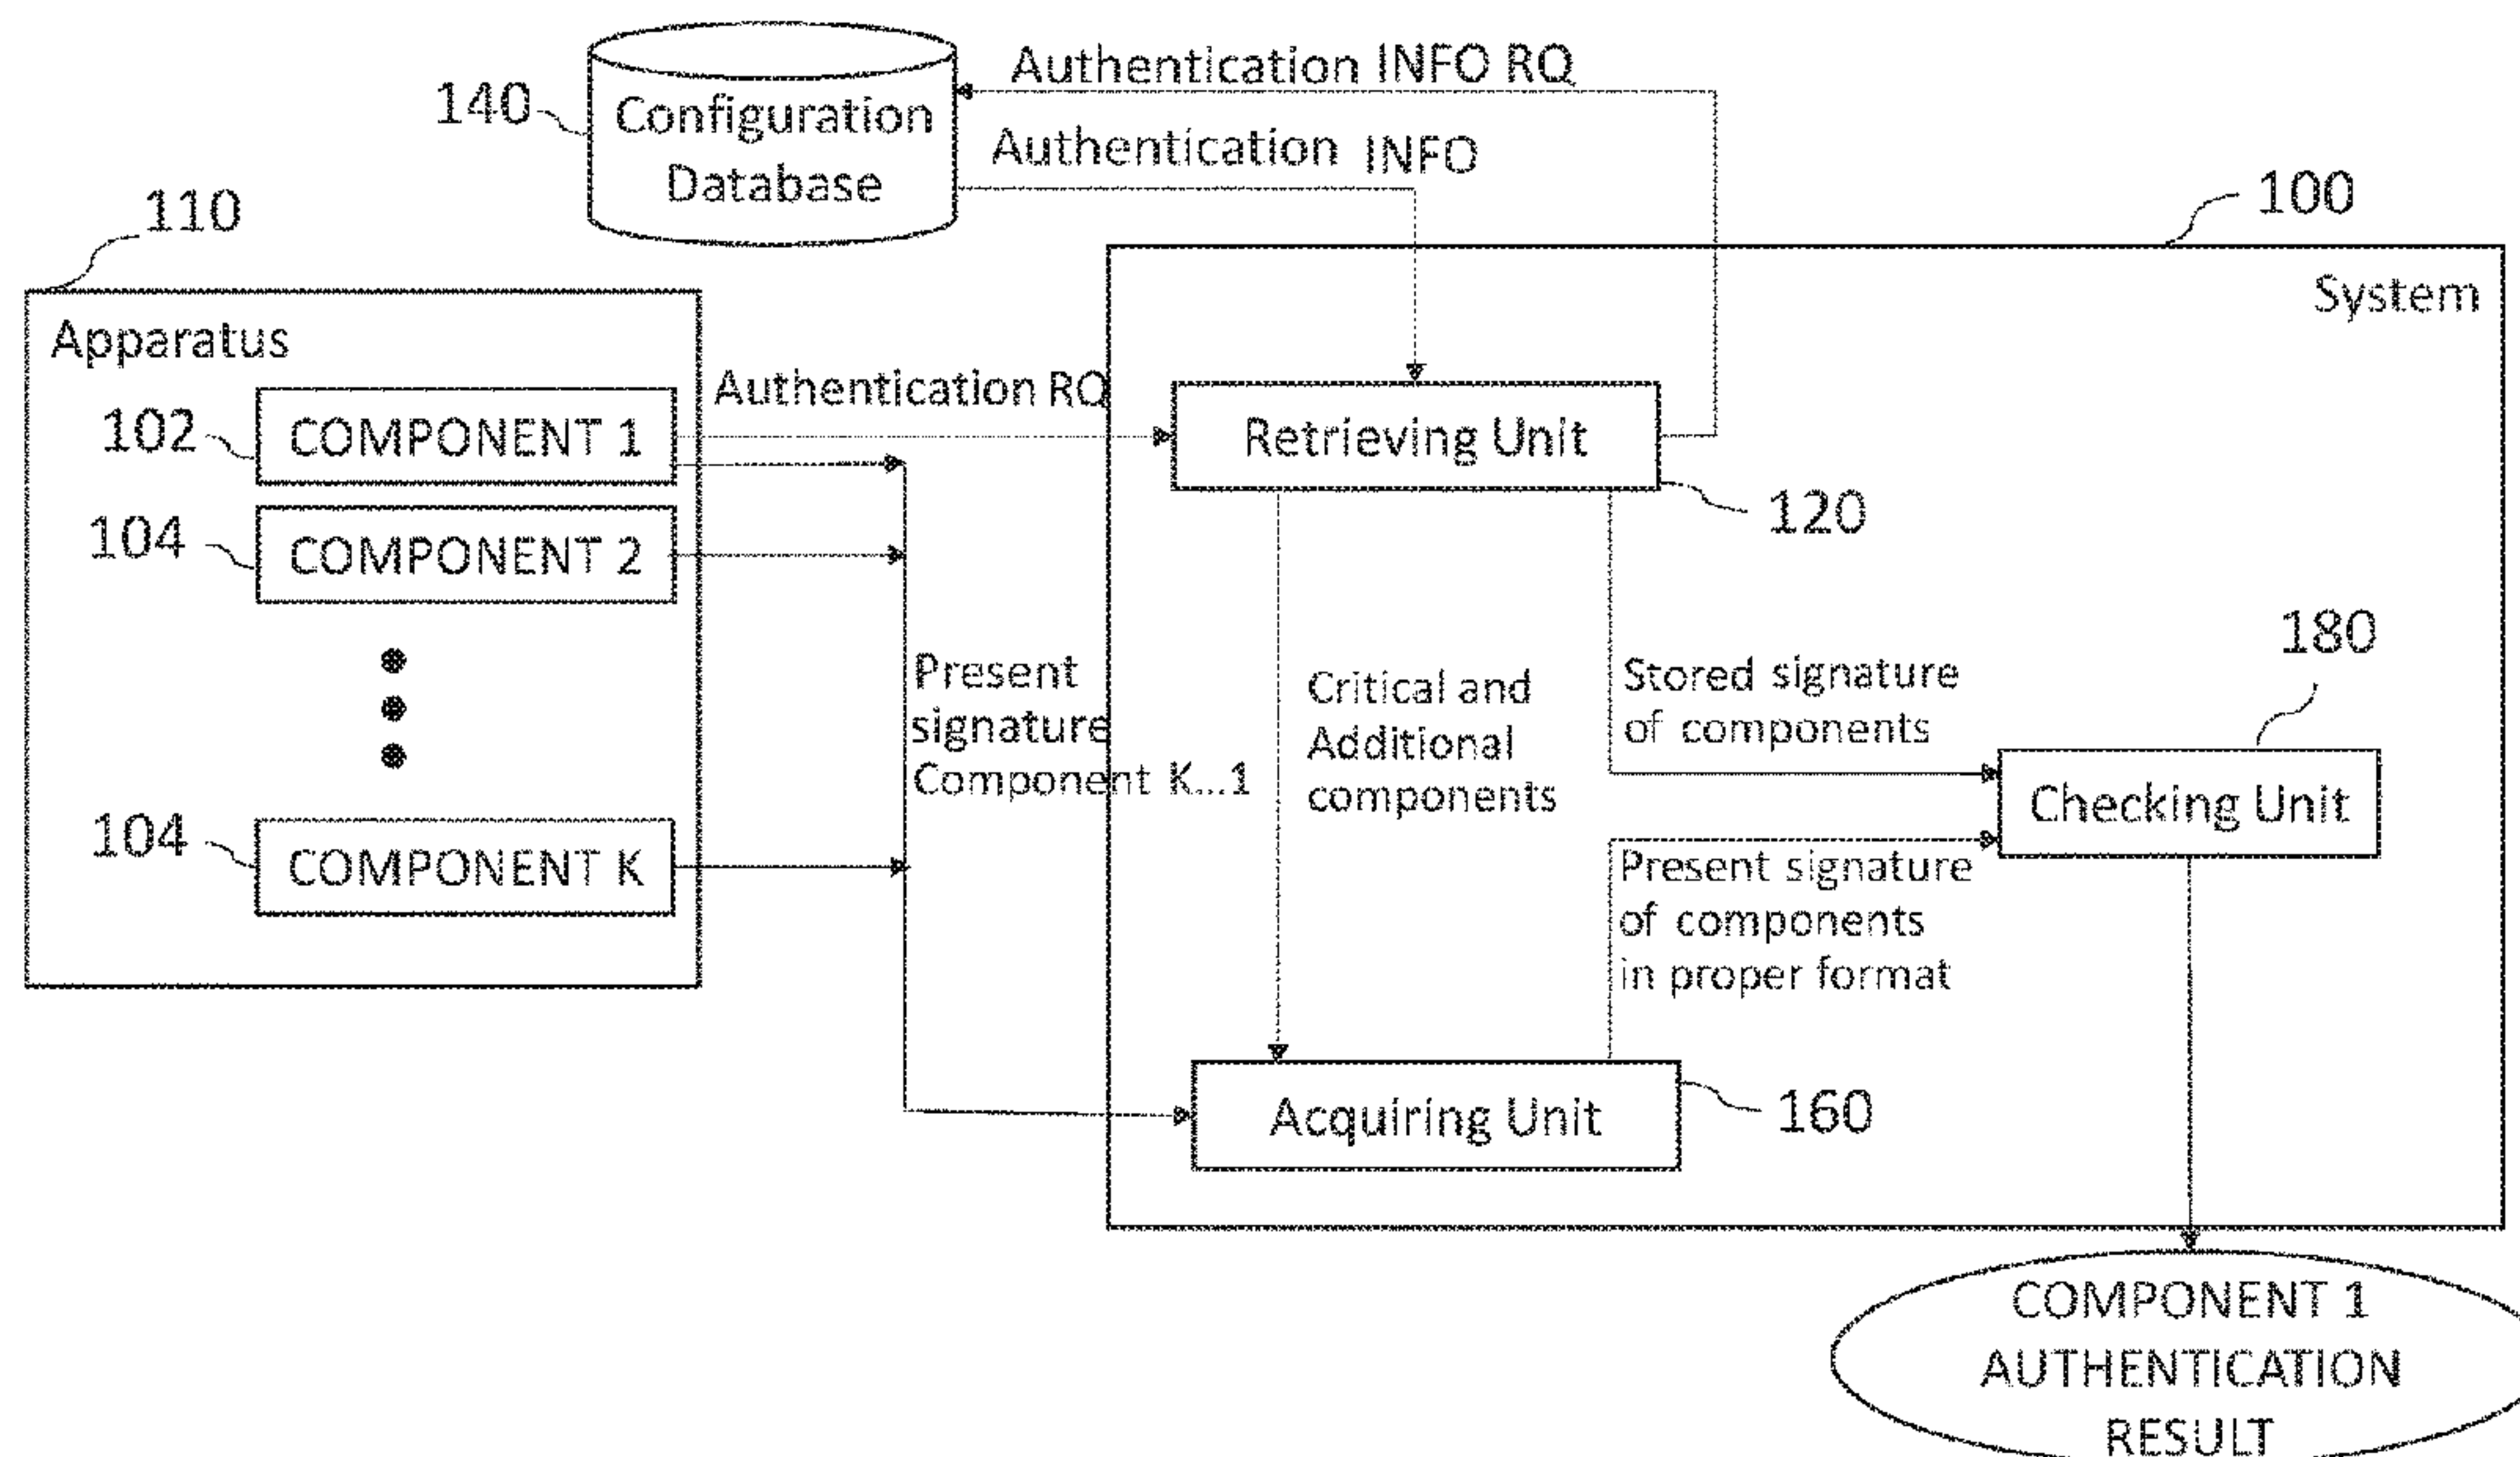 Authentication INFO RQ
140
Configuration
Database
Authentication INFO
110
100
System
Apparatus
Authentication RQ
102
COMPONENT 1
Retrieving Unit
120
104
COMPONENT 2
180
Present
signature
Component K...1
Critical and
Additional
components
Stored signature
of components
Checking Unit
104
COMPONENT K
Present signature
of components
in proper format
Acquiring Unit
160
COMPONENT 1
AUTHENTICATION
RESULT